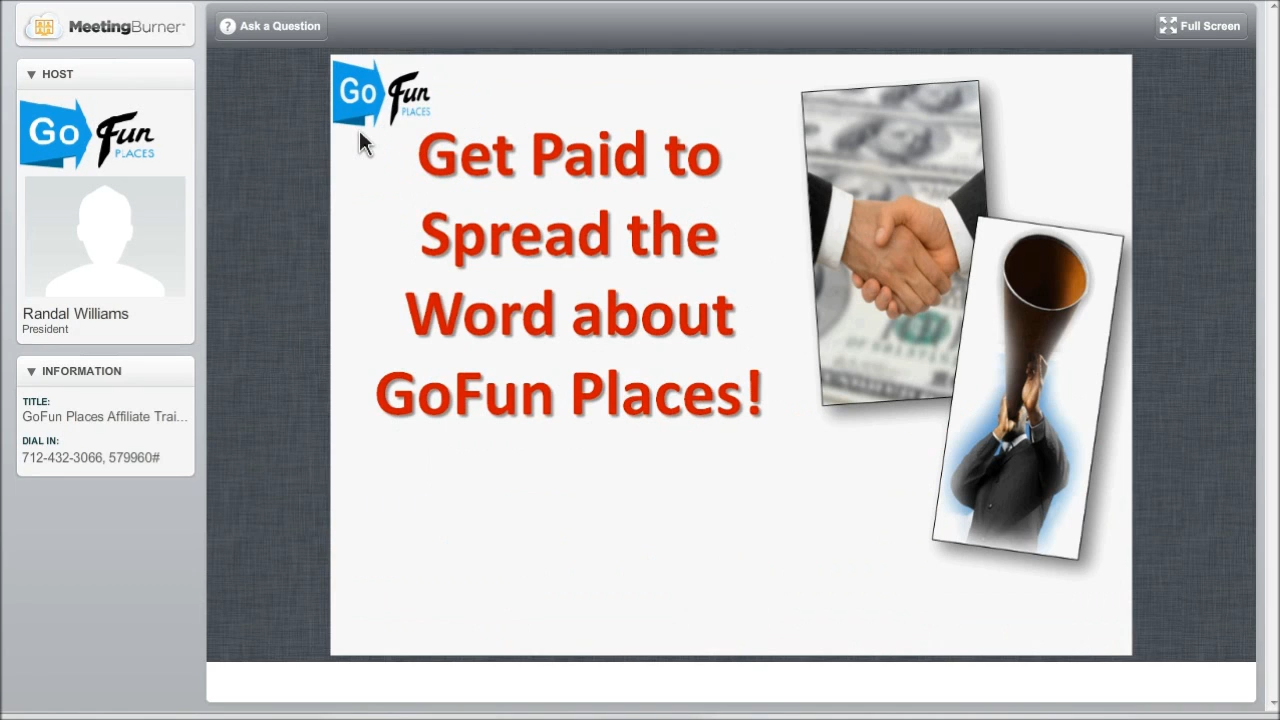 MeetingBurner
Ask a Question
Full Screen
HOST
Go Fun
PLACES
Randal Williams
President
INFORMATION
TITLE:
GoFun Places Affiliate Trai...
DIAL IN:
712-432-3066, 579960#
Go Fun
PLACES
Get Paid to
Spread the
Word about
GoFun Places!